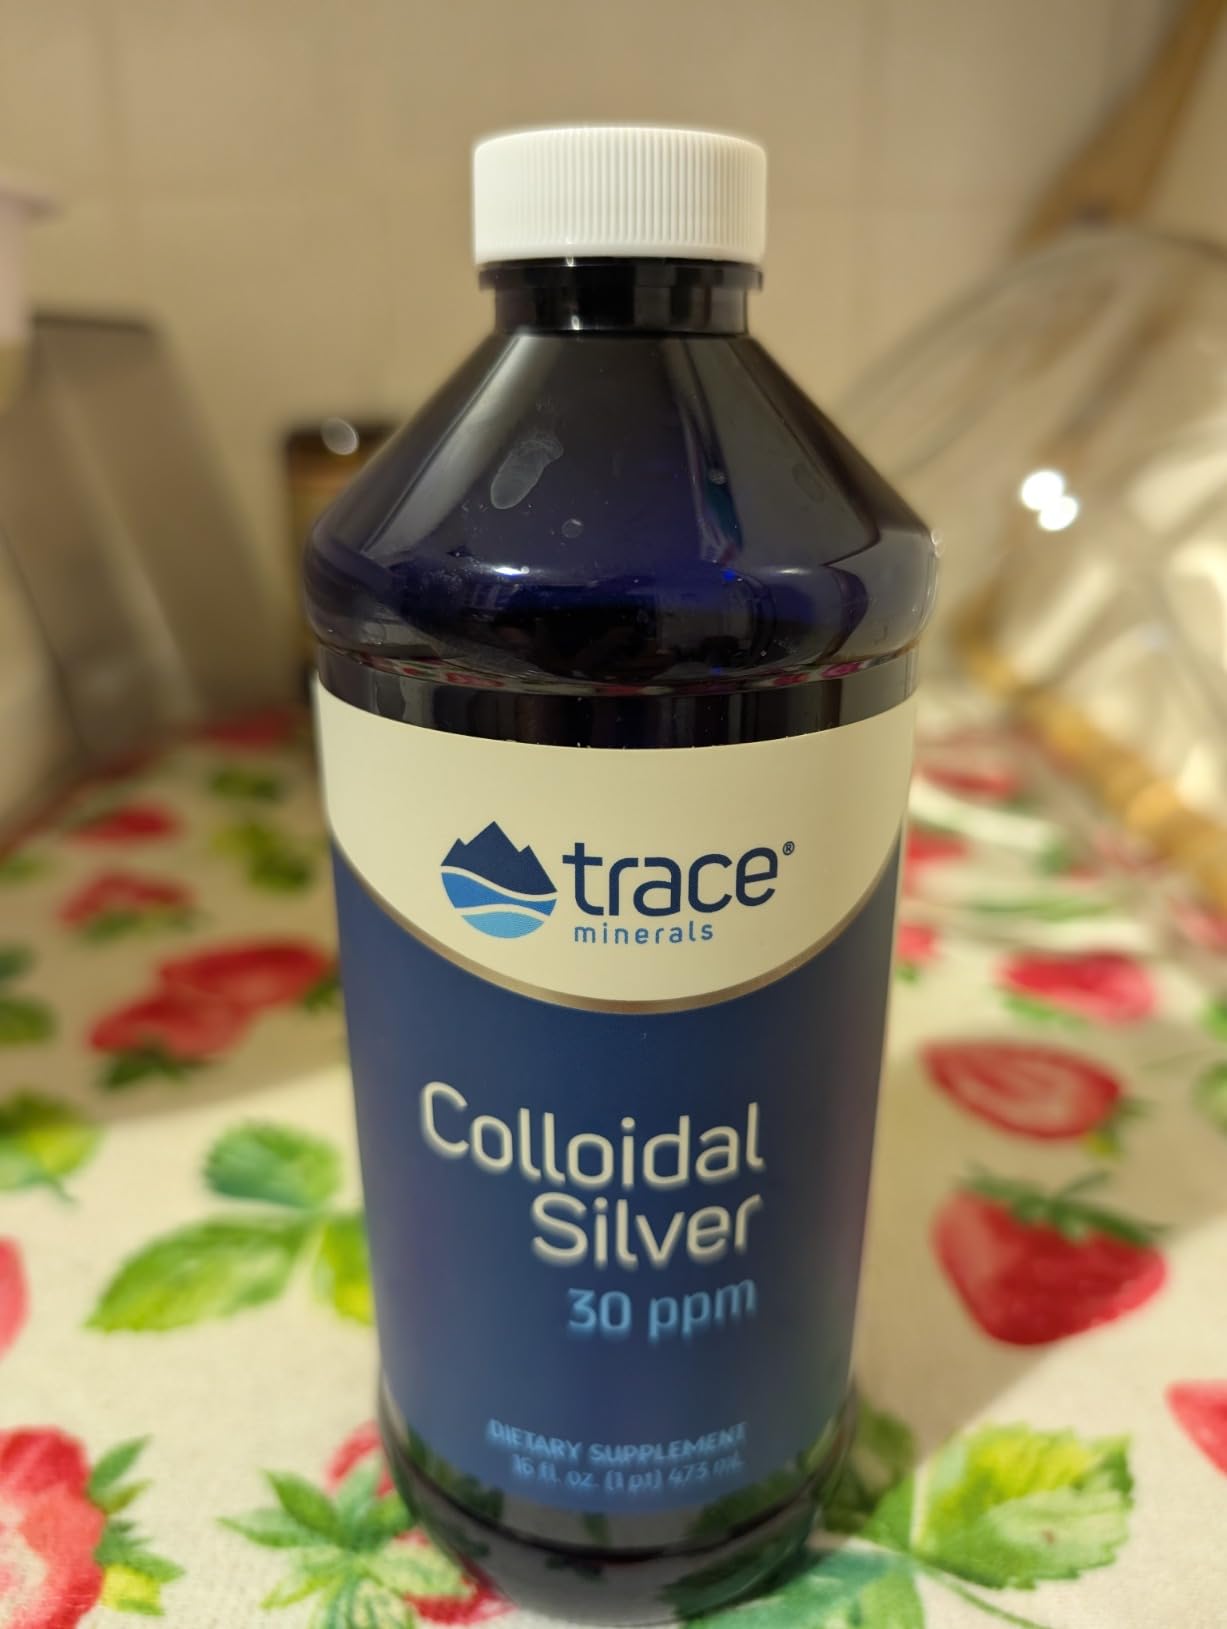 trace®
minerals
Colloidal
Silver
30 ppm
DIETARY SUPPLEMENT
16 fl. oz. (1 pt) 473 mL